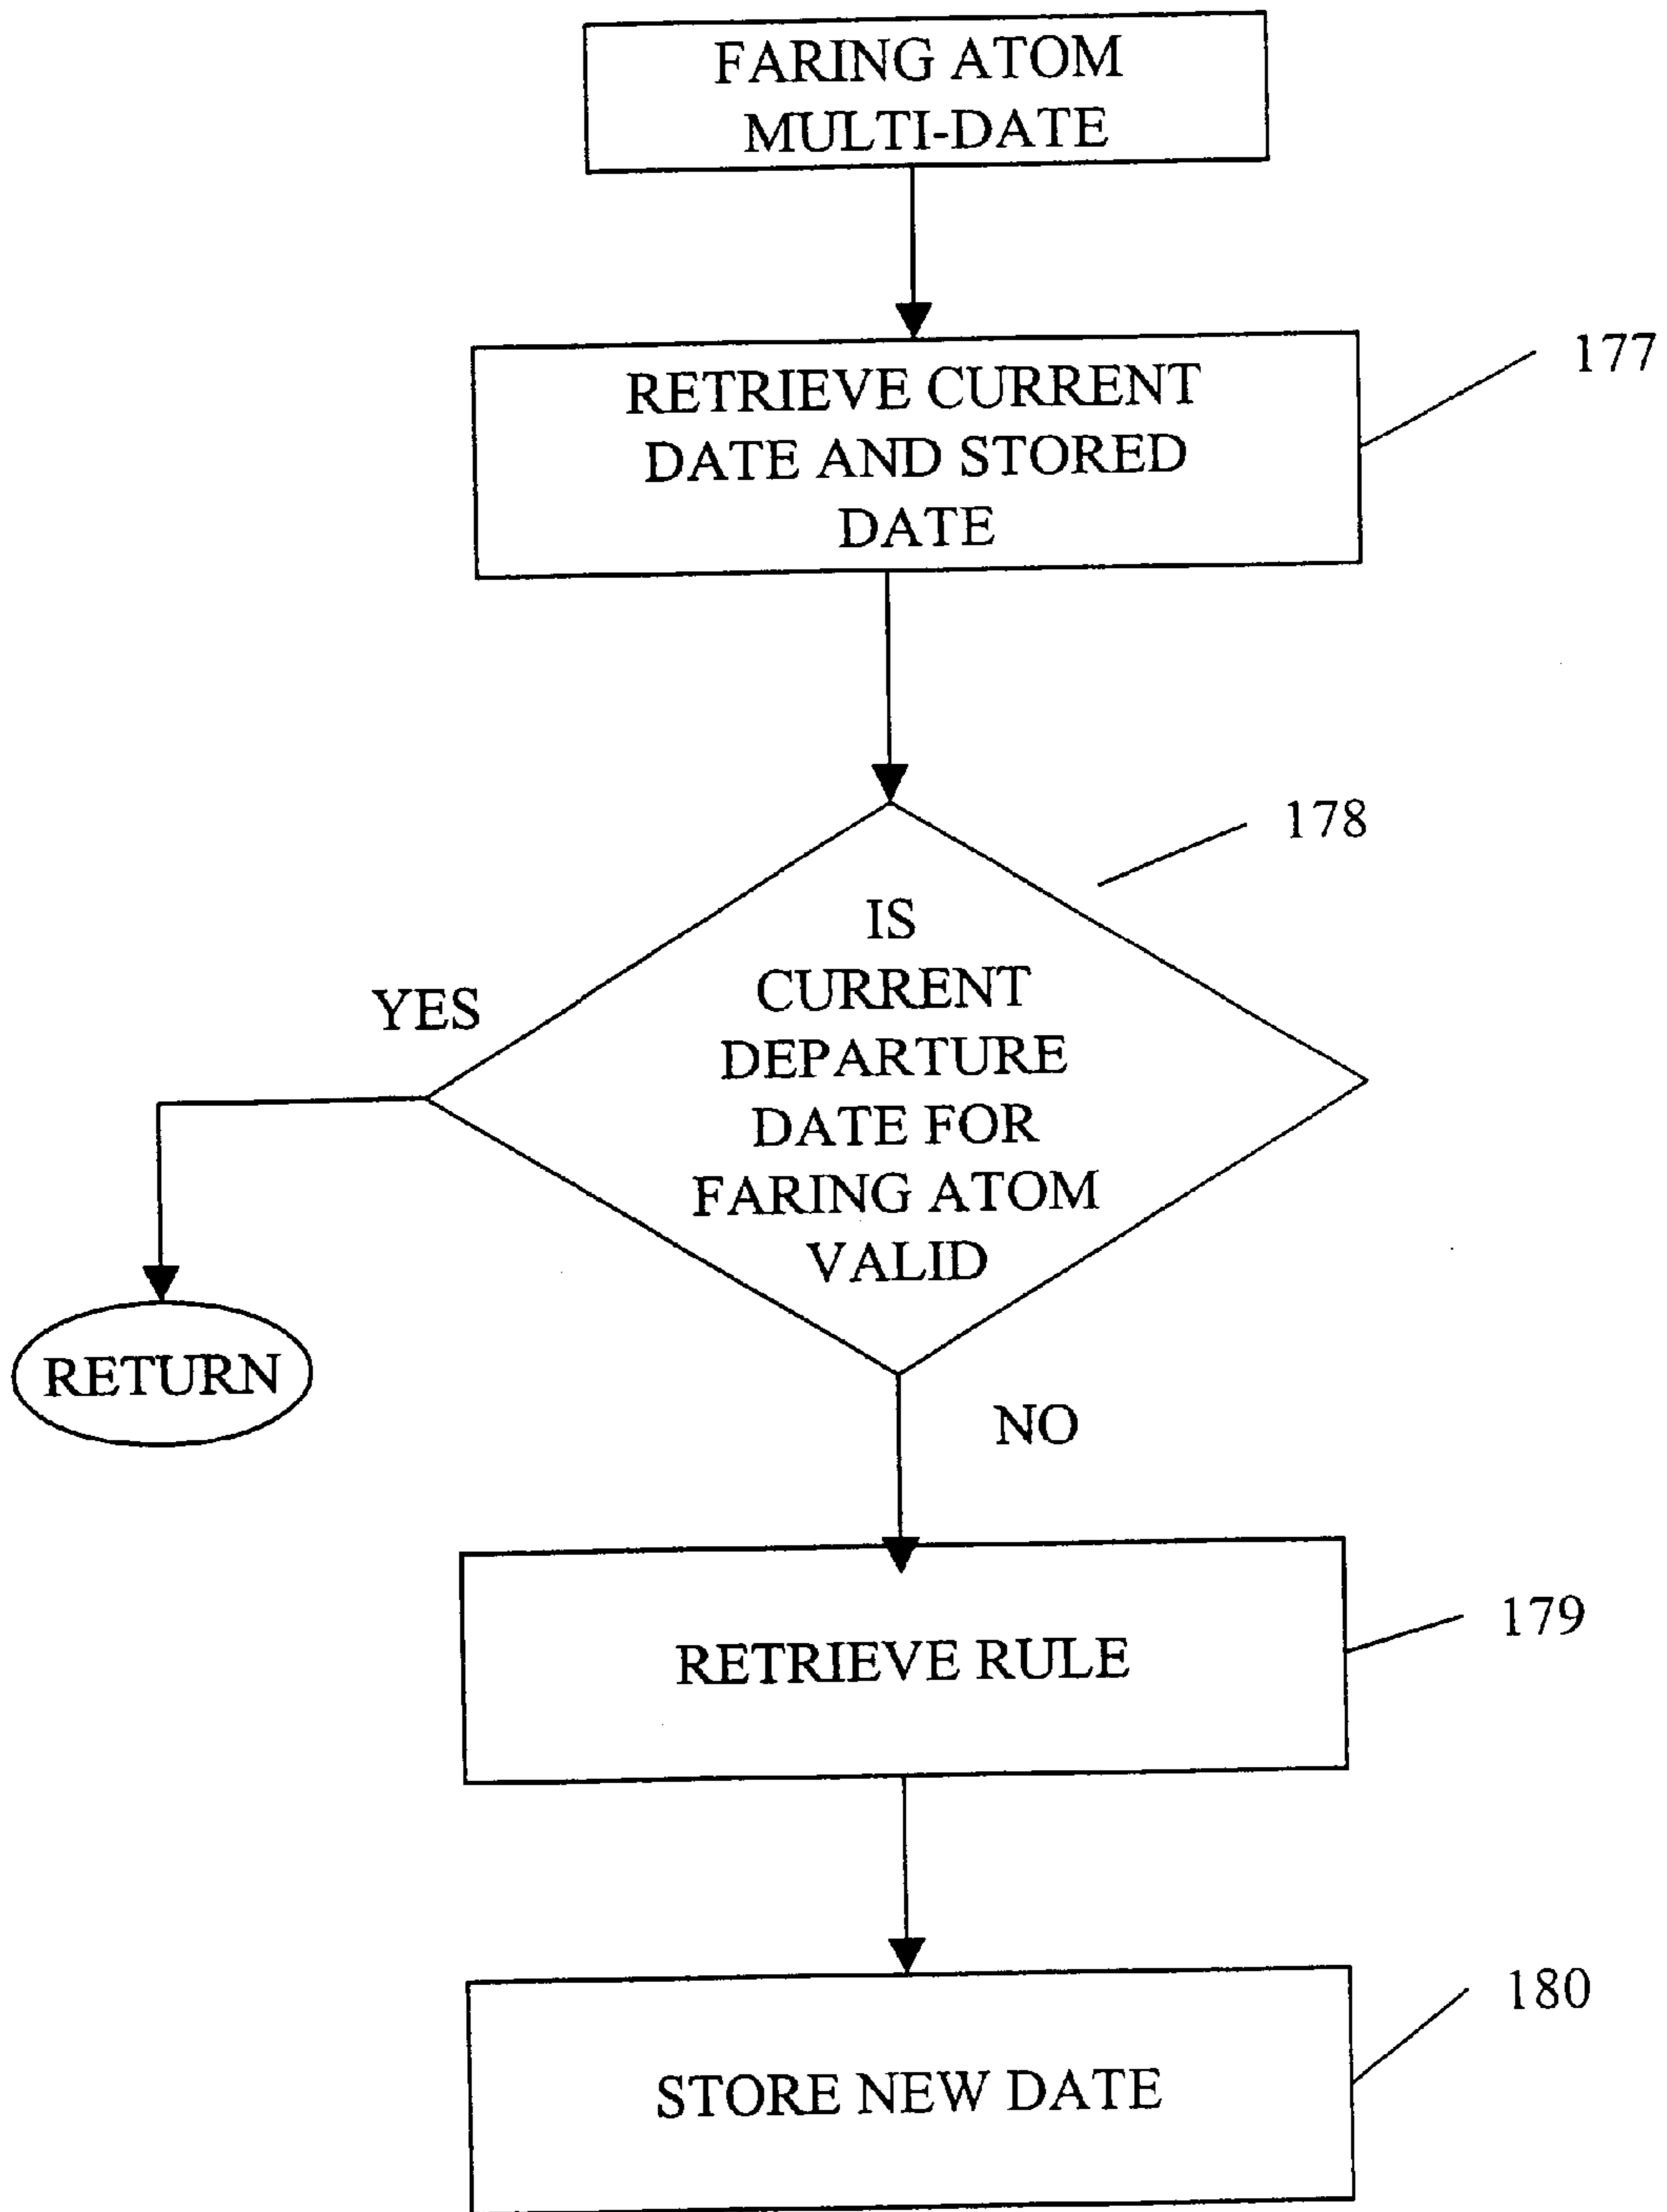 FARING ATOM
MULTI-DATE
RETRIEVE CURRENT
DATE AND STORED
DATE
177
178
IS
CURRENT
DEPARTURE
DATE FOR
FARING ATOM
VALID
YES
RETURN
NO
RETRIEVE RULE
179
STORE NEW DATE
180